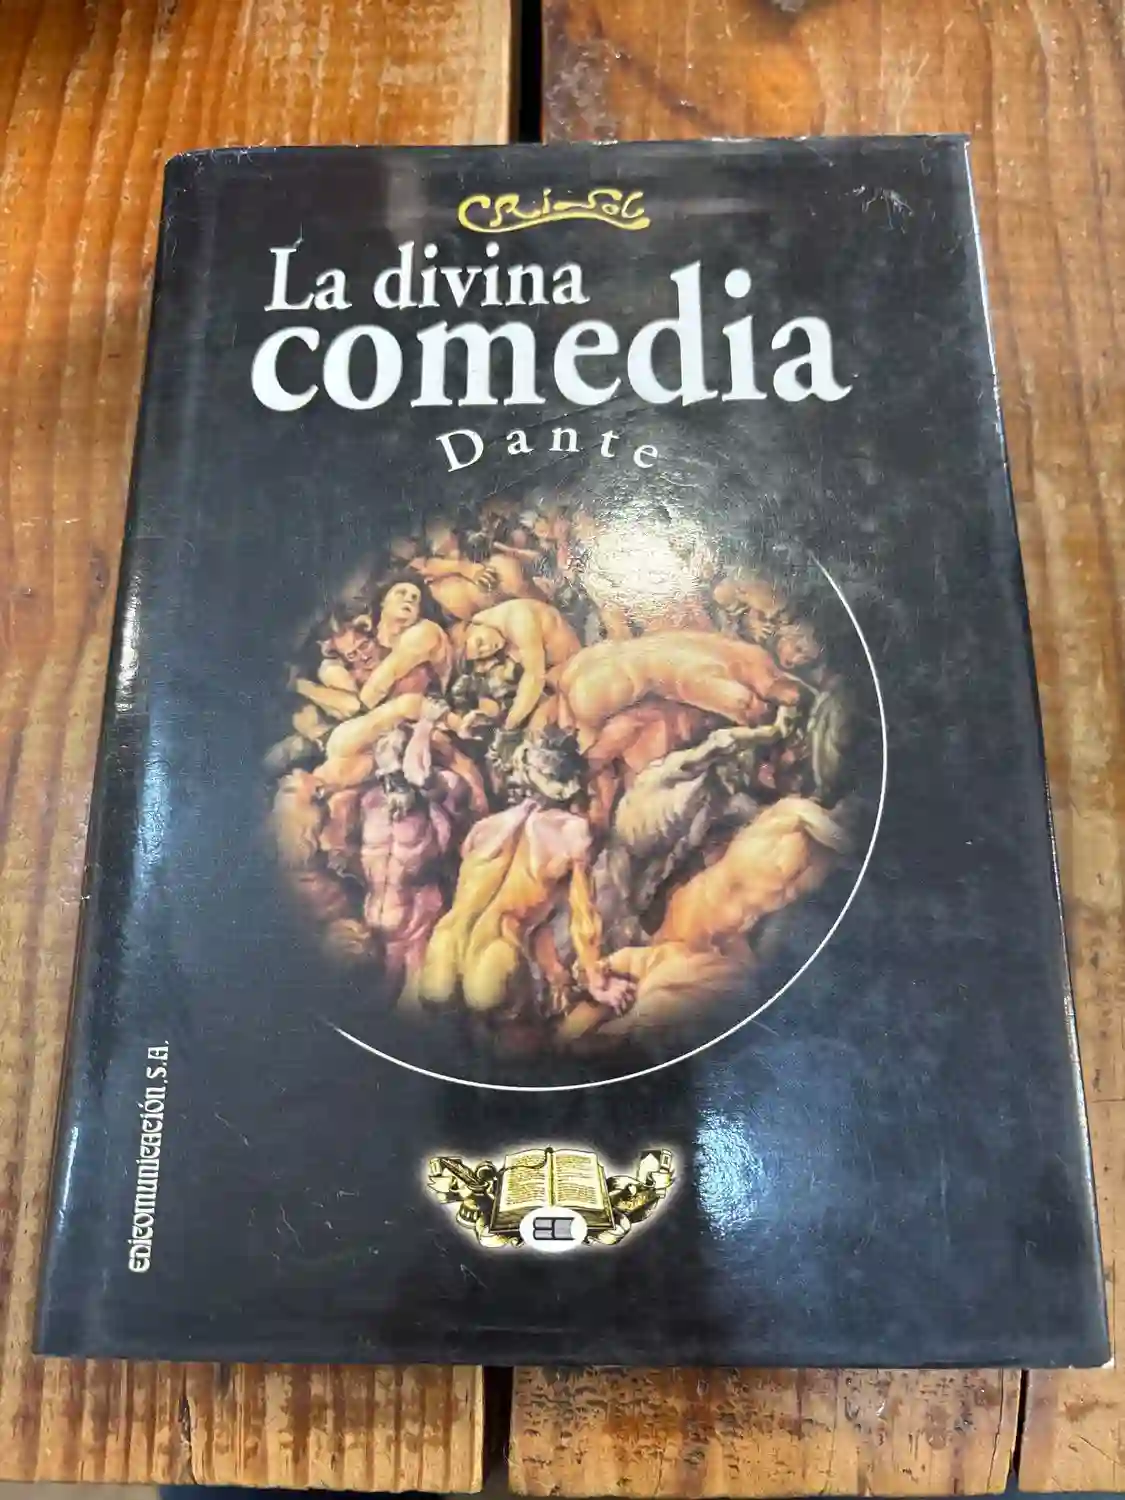 CRiSol
La divina
comedia
Dante
EDICOMUNICACIÓN, S.A.